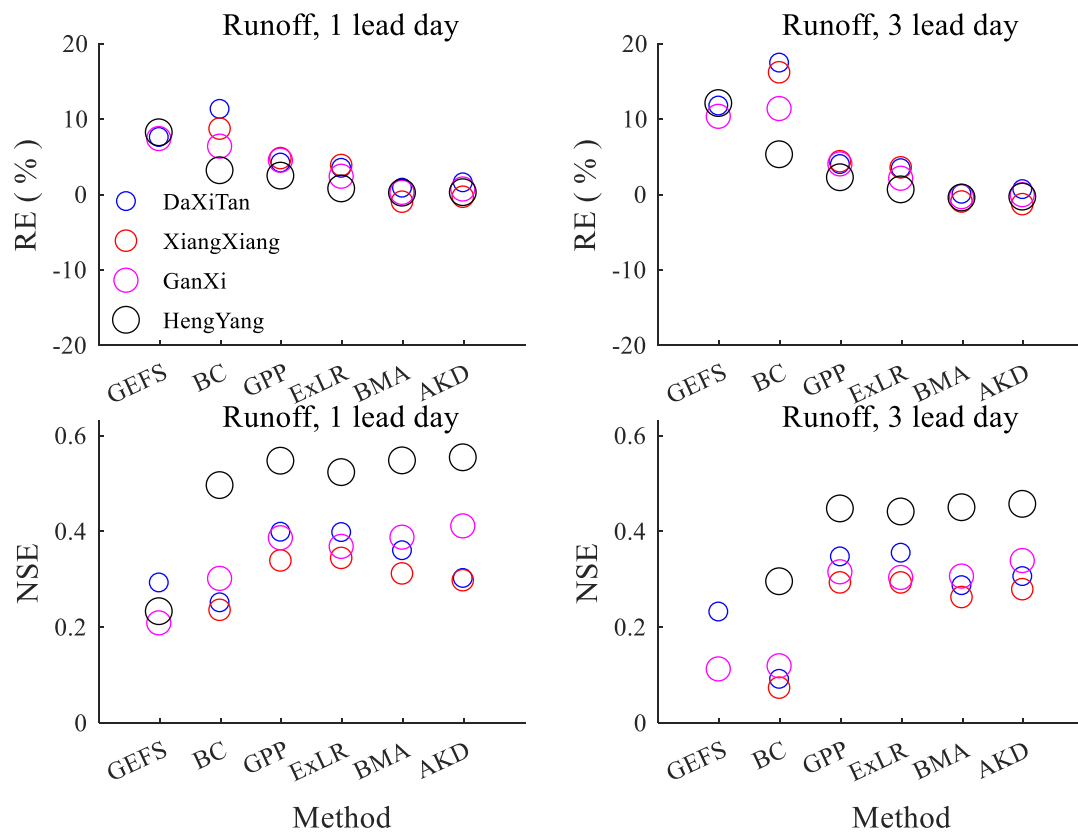 Runoff, 1 lead day
20
10
0
-10
-20
RE ( % )
DaXiTan
XiangXiang
GanXi
HengYang
GEFS
BC
GPP
ExLR
BMA
AKD
Runoff, 3 lead day
20
10
0
-10
-20
RE ( % )
GEFS
BC
GPP
ExLR
BMA
AKD
Runoff, 1 lead day
0.6
0.4
0.2
0
NSE
GEFS
BC
GPP
ExLR
BMA
AKD
Method
Runoff, 3 lead day
0.6
0.4
0.2
0
NSE
GEFS
BC
GPP
ExLR
BMA
AKD
Method